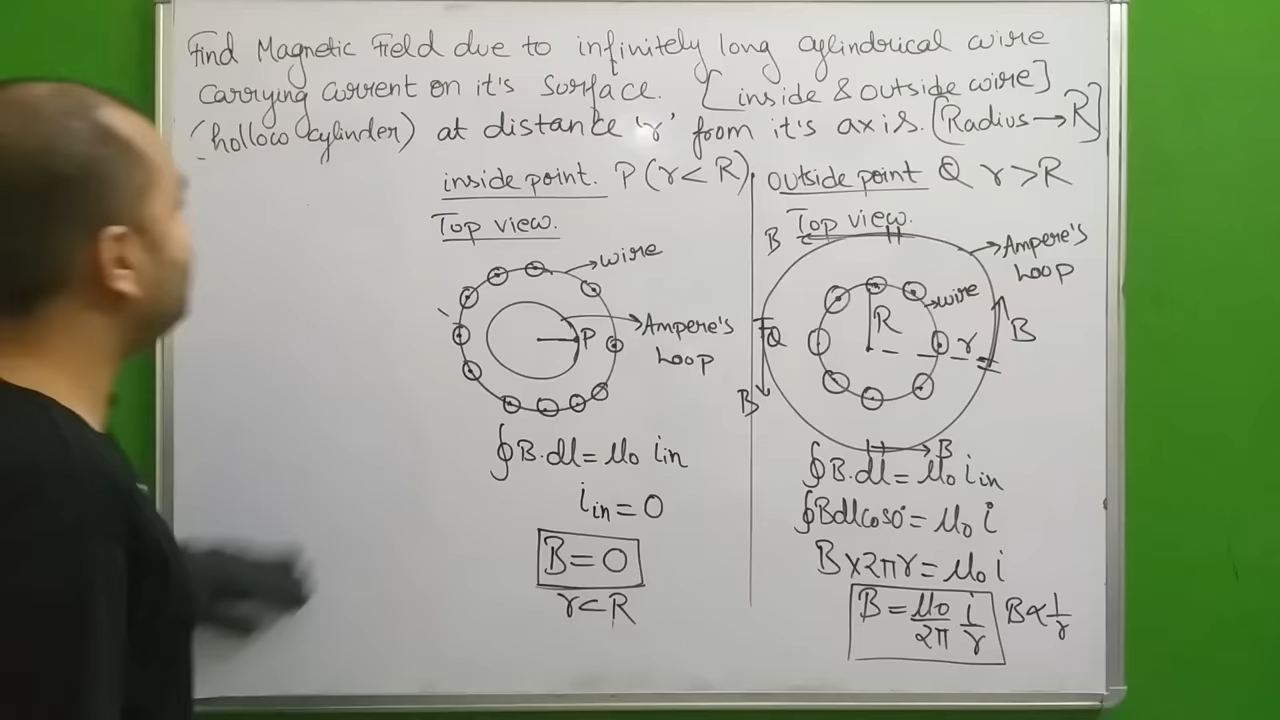 Find Magnetic Field due to infinitely long cylindrical wire
carrying current on it's surface. [inside & outside wire]
(hollow cylinder) at distance 'r' from it's axis. [Radius → R]
inside point. P (r < R)
Top view.
wire
P
Ampere's
Loop
∮B.dl = μ₀ iin
iin = 0
B = 0
r < R
outside point Q r > R
Top view.
B
Ampere's
Loop
wire
R
Q
r
B
B
B
∮B.dl = μ₀ iin
∮Bdlcos0° = μ₀ i
B × 2πr = μ₀ i
B = μ₀/2π i/r B ∝ 1/r